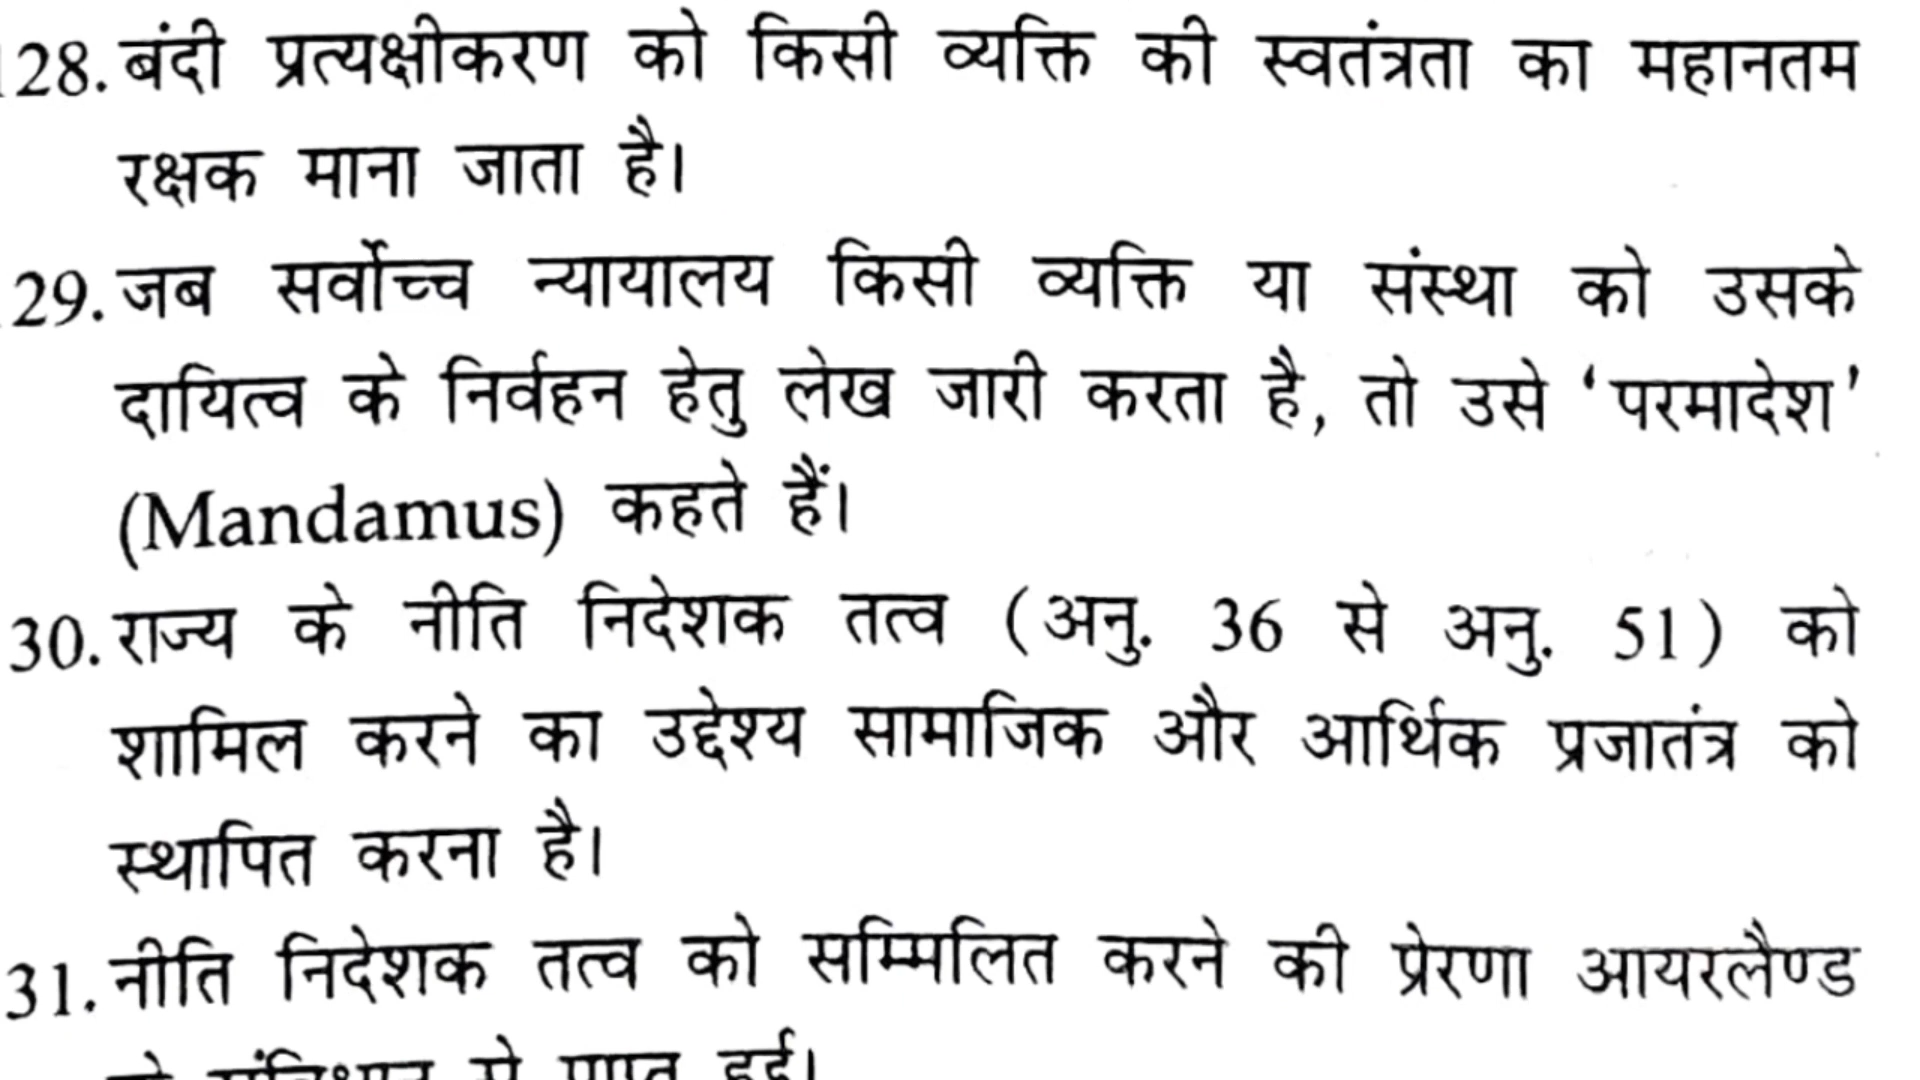 128. बंदी प्रत्यक्षीकरण को किसी व्यक्ति की स्वतंत्रता का महानतम
रक्षक माना जाता है।
29. जब सर्वोच्च न्यायालय किसी व्यक्ति या संस्था को उसके
दायित्व के निर्वहन हेतु लेख जारी करता है, तो उसे ‘परमादेश’
(Mandamus) कहते हैं।
30. राज्य के नीति निदेशक तत्व (अनु. 36 से अनु. 51) को
शामिल करने का उद्देश्य सामाजिक और आर्थिक प्रजातंत्र को
स्थापित करना है।
31. नीति निदेशक तत्व को सम्मिलित करने की प्रेरणा आयरलैण्ड
के संविधान से प्राप्त हुई।